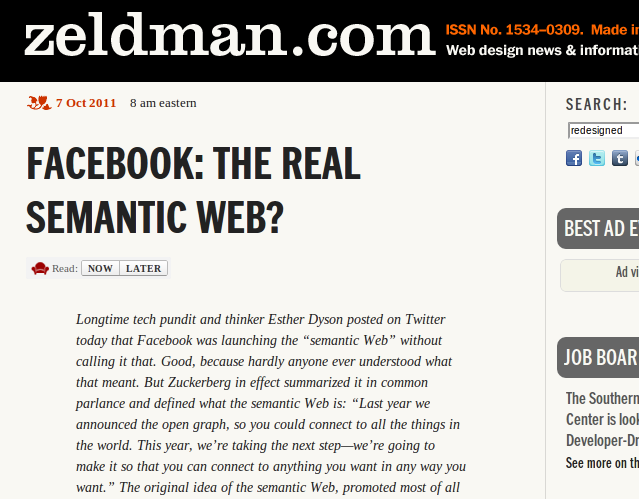 zeldman.com
ISSN No. 1534–0309. Made in
Web design news & informati
7 Oct 2011 8 am eastern
FACEBOOK: THE REAL
SEMANTIC WEB?
Read: NOW LATER
Longtime tech pundit and thinker Esther Dyson posted on Twitter
today that Facebook was launching the “semantic Web” without
calling it that. Good, because hardly anyone ever understood what
that meant. But Zuckerberg in effect summarized it in common
parlance and defined what the semantic Web is: “Last year we
announced the open graph, so you could connect to all the things in
the world. This year, we’re taking the next step—we’re going to
make it so that you can connect to anything you want in any way you
want.” The original idea of the semantic Web, promoted most of all
SEARCH:
redesigned
BEST AD E
Ad vi
JOB BOAR
The Southern
Center is look
Developer-Dr
See more on th